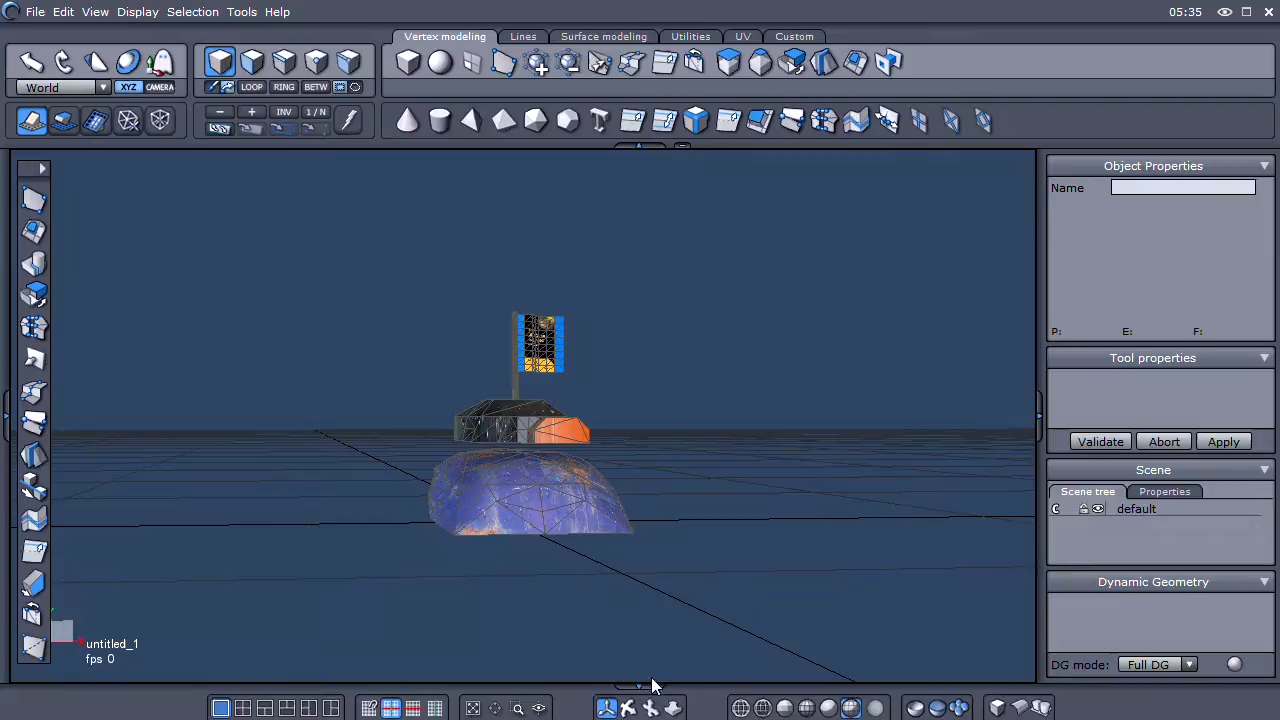 File Edit View Display Selection Tools Help 05:35
Vertex modeling Lines Surface modeling Utilities UV Custom
World XYZ CAMERA LOOP RING BETW
− + INV 1 / N
Object Properties
Name
P: E: F:
Tool properties
Validate Abort Apply
Scene
Scene tree Properties
default
Dynamic Geometry
DG mode: Full DG
untitled_1
fps 0